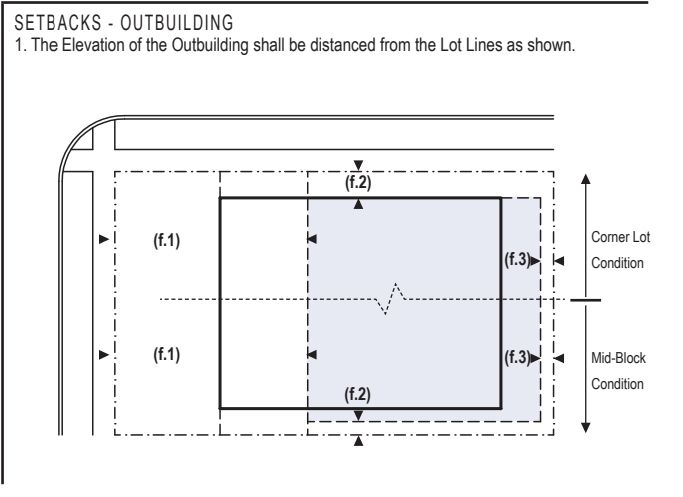 SETBACKS - OUTBUILDING
1. The Elevation of the Outbuilding shall be distanced from the Lot Lines as shown.
(f.2)
(f.1)
(f.3)
Corner Lot
Condition
(f.1)
(f.3)
Mid-Block
Condition
(f.2)